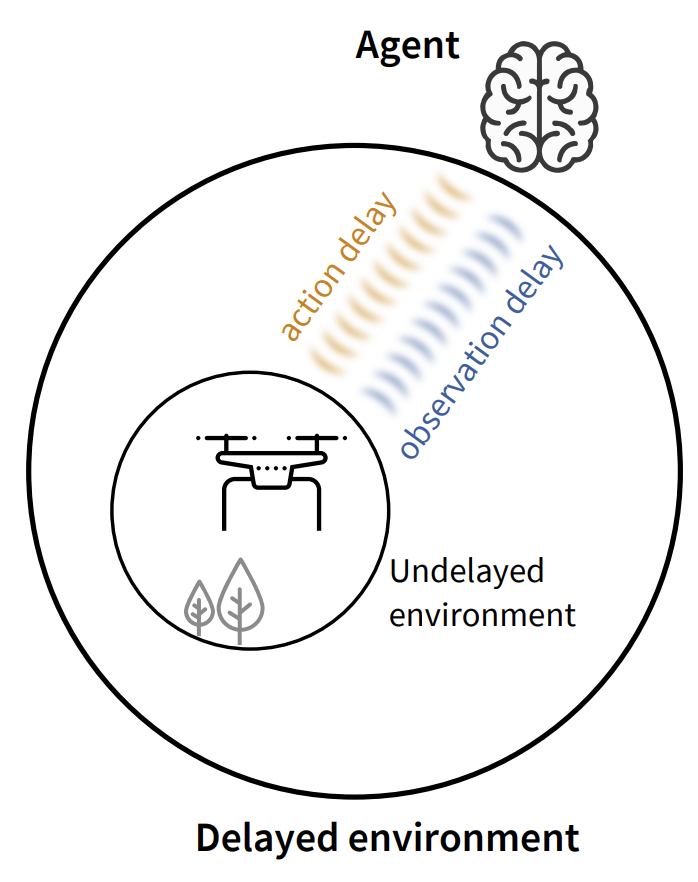 Agent
action delay
observation delay
Undelayed
environment
Delayed environment